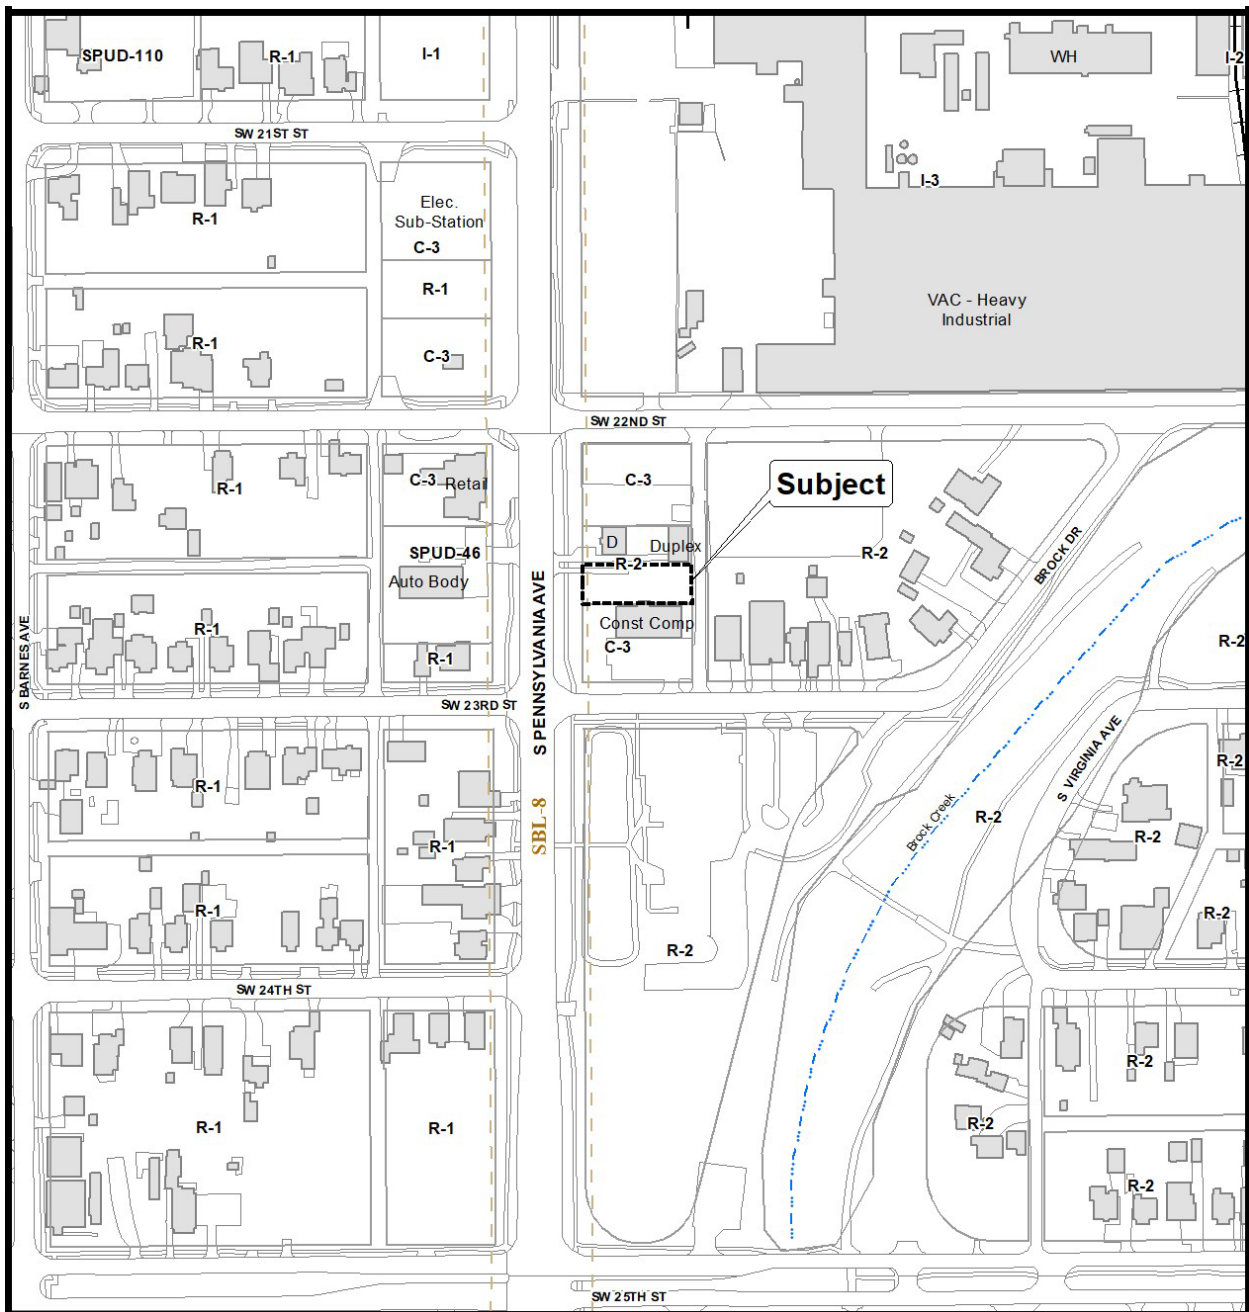 SPUD-110
R-1
I-1
WH
I-2
SW 21ST ST
I-3
Elec.
Sub-Station
R-1
C-3
R-1
VAC - Heavy
Industrial
R-1
C-3
SW 22ND ST
R-1
C-3
Retail
C-3
Subject
D
Duplex
SPUD-46
R-2
R-2
BROCK DR
Auto Body
S PENNSYLVANIA AVE
R-1
Const Comp
C-3
R-1
R-2
S BARNES AVE
SW 23RD ST
S VIRGINIA AVE
R-2
R-1
SBL-8
Brock Creek
R-2
R-2
R-1
R-1
R-2
R-2
SW 24TH ST
R-2
R-1
R-1
R-2
R-2
SW 25TH ST